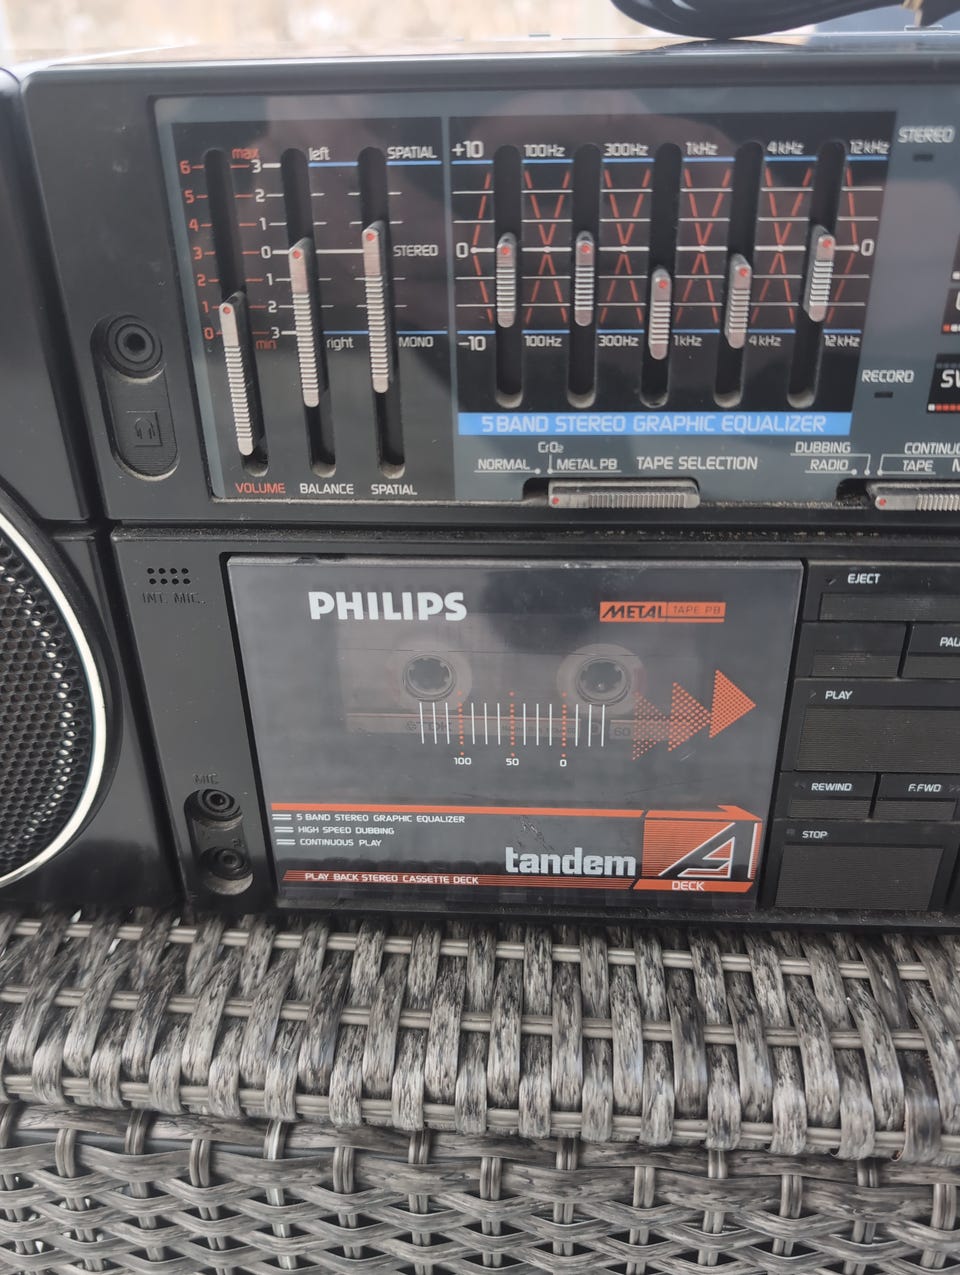 max left SPATIAL +10 100Hz 300Hz 1kHz 4kHz 12kHz STEREO
6 3
5 2
4 1
3 0 STEREO 0 0
2 1
1 2
0 3
min right MONO -10 100Hz 300Hz 1kHz 4kHz 12kHz
RECORD
5 BAND STEREO GRAPHIC EQUALIZER
CrO₂ DUBBING
NORMAL METAL PB TAPE SELECTION RADIO TAPE
VOLUME BALANCE SPATIAL
EJECT
INT. MIC.
PHILIPS METAL TAPE PB
PLAY
TDK 60
100 50 0
MIC REWIND F.FWD
5 BAND STEREO GRAPHIC EQUALIZER
HIGH SPEED DUBBING
CONTINUOUS PLAY
STOP
tandem A
PLAY BACK STEREO CASSETTE DECK DECK